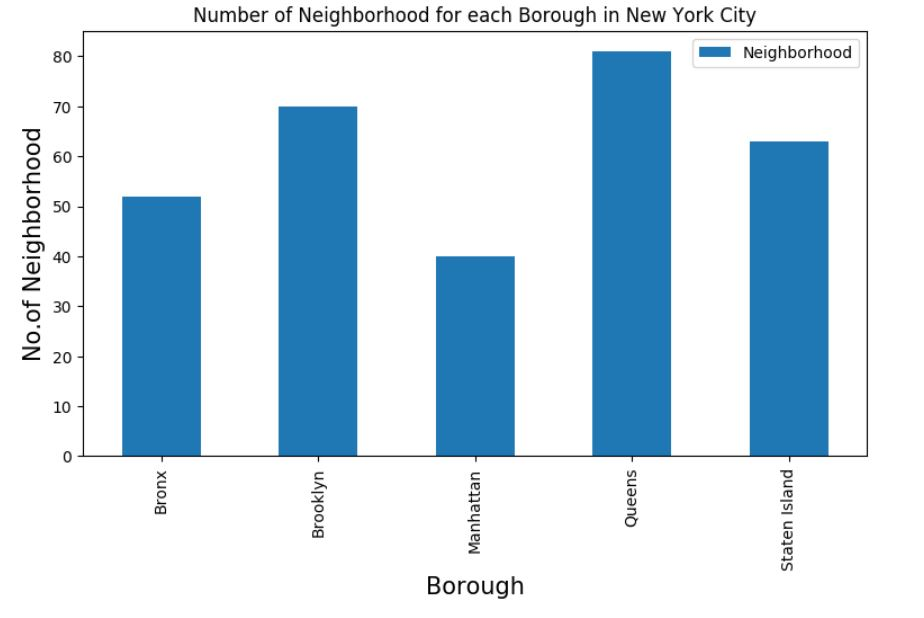 Number of Neighborhood for each Borough in New York City
Neighborhood
No.of Neighborhood
80
70
60
50
40
30
20
10
0
Bronx
Brooklyn
Manhattan
Queens
Staten Island
Borough